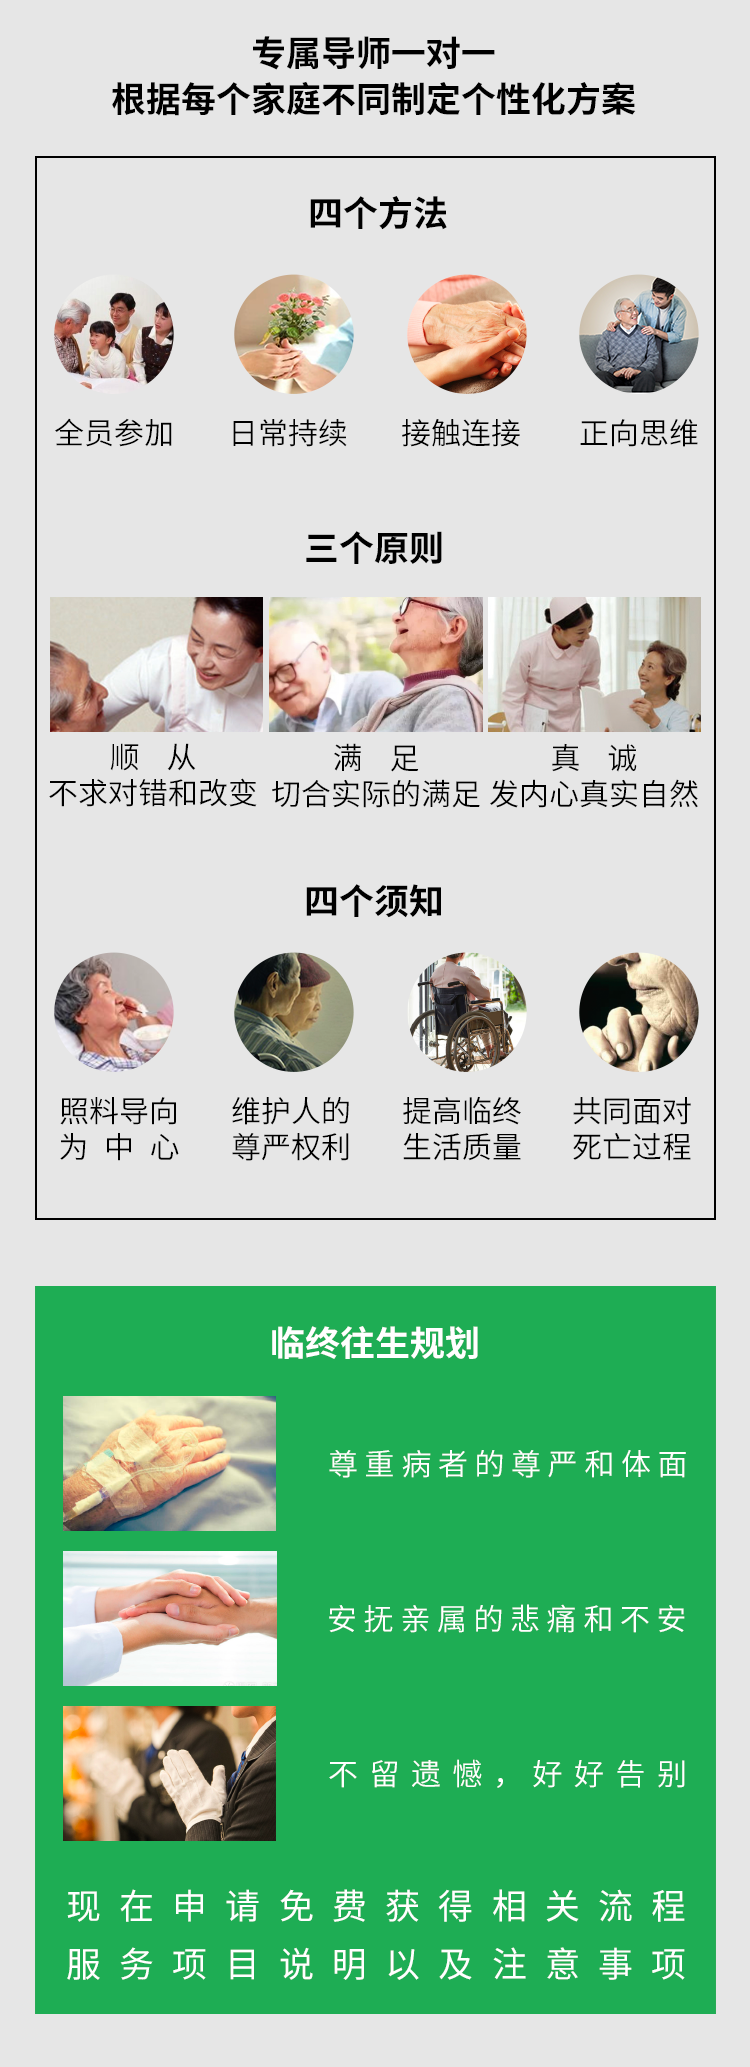 专属导师一对一
根据每个家庭不同制定个性化方案
四个方法
全员参加 日常持续 接触连接 正向思维
三个原则
顺 从 满 足 真 诚
不求对错和改变 切合实际的满足 发内心真实自然
四个须知
照料导向 维护人的 提高临终 共同面对
为中心 尊严权利 生活质量 死亡过程
临终往生规划
尊重病者的尊严和体面
安抚亲属的悲痛和不安
不留遗憾，好好告别
现在申请免费获得相关流程
服务项目说明以及注意事项